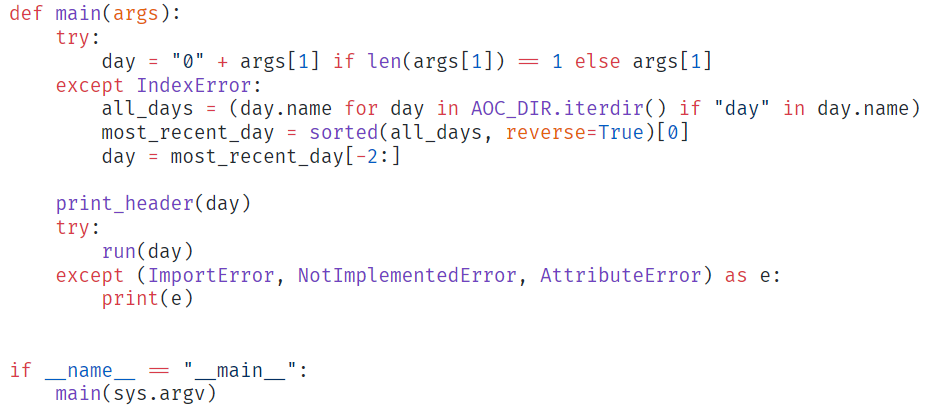 def main(args):
    try:
        day = "0" + args[1] if len(args[1]) == 1 else args[1]
    except IndexError:
        all_days = (day.name for day in AOC_DIR.iterdir() if "day" in day.name)
        most_recent_day = sorted(all_days, reverse=True)[0]
        day = most_recent_day[-2:]

    print_header(day)
    try:
        run(day)
    except (ImportError, NotImplementedError, AttributeError) as e:
        print(e)


if __name__ == "__main__":
    main(sys.argv)